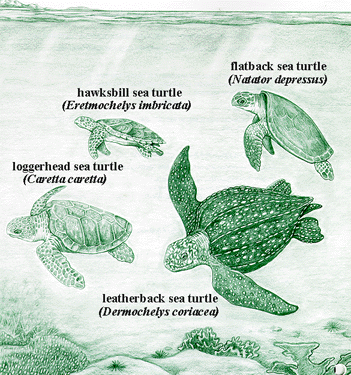 flatback sea turtle
(Natator depressus)
hawksbill sea turtle
(Eretmochelys imbricata)
loggerhead sea turtle
(Caretta caretta)
leatherback sea turtle
(Dermochelys coriacea)